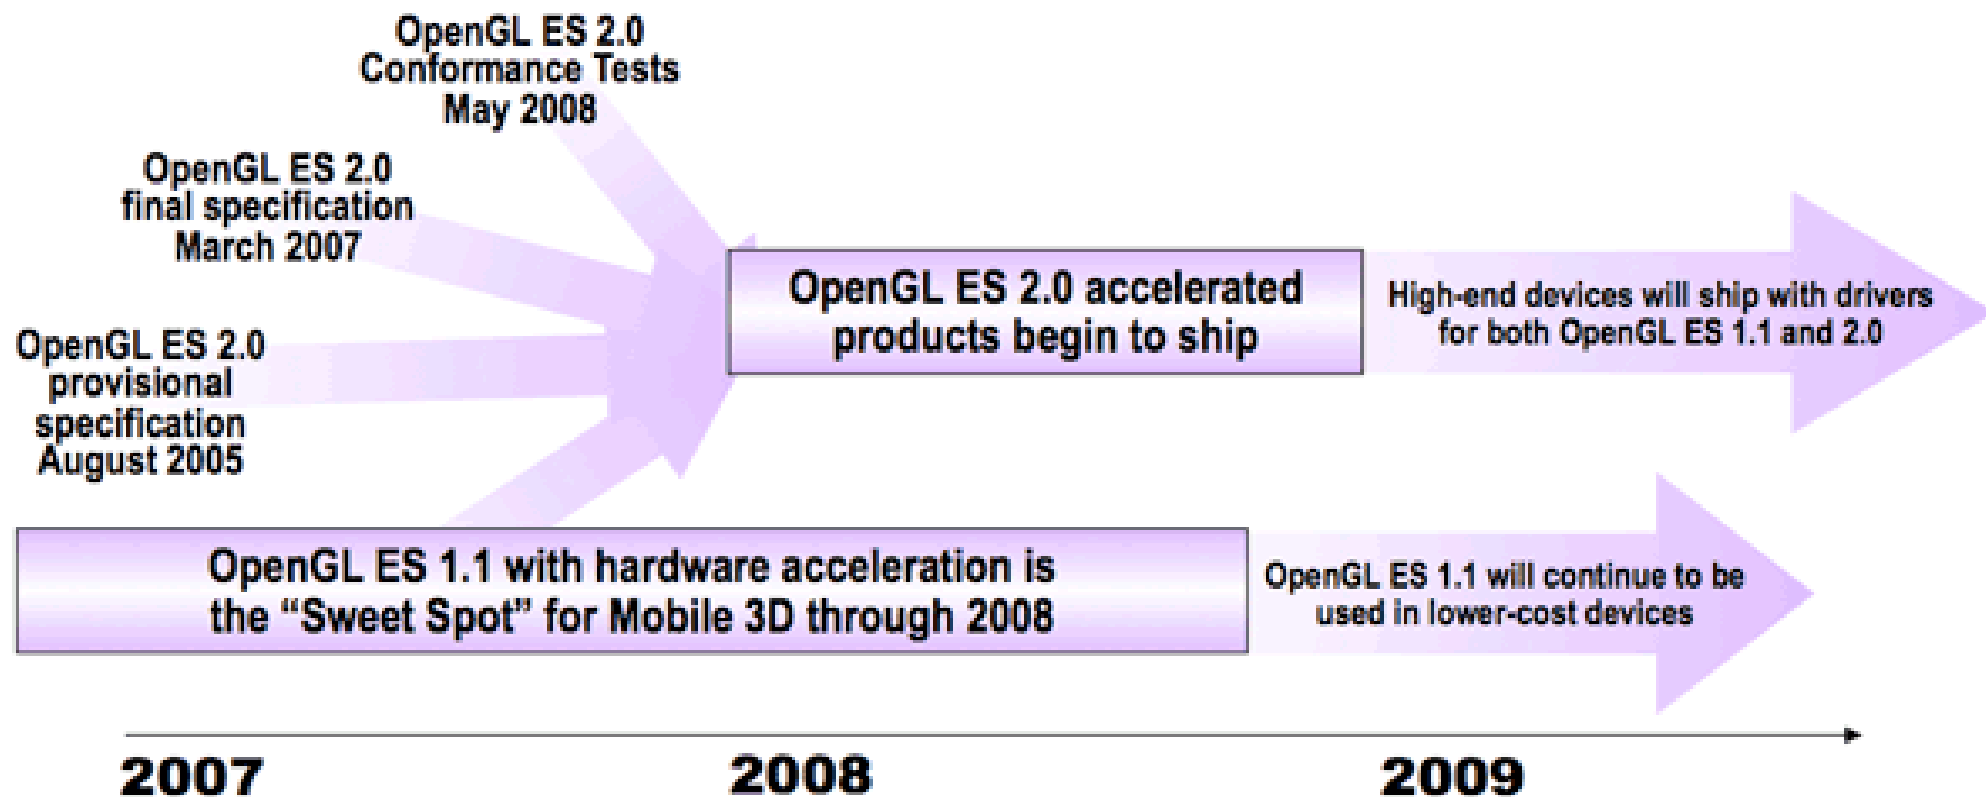 OpenGL ES 2.0
Conformance Tests
May 2008
OpenGL ES 2.0
final specification
March 2007
OpenGL ES 2.0
provisional
specification
August 2005
OpenGL ES 2.0 accelerated
products begin to ship
High-end devices will ship with drivers
for both OpenGL ES 1.1 and 2.0
OpenGL ES 1.1 with hardware acceleration is
the “Sweet Spot” for Mobile 3D through 2008
OpenGL ES 1.1 will continue to be
used in lower-cost devices
2007
2008
2009